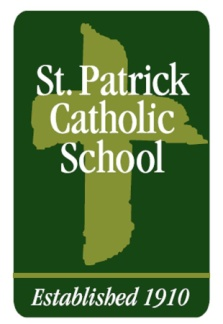 St. Patrick
Catholic
School
Established 1910